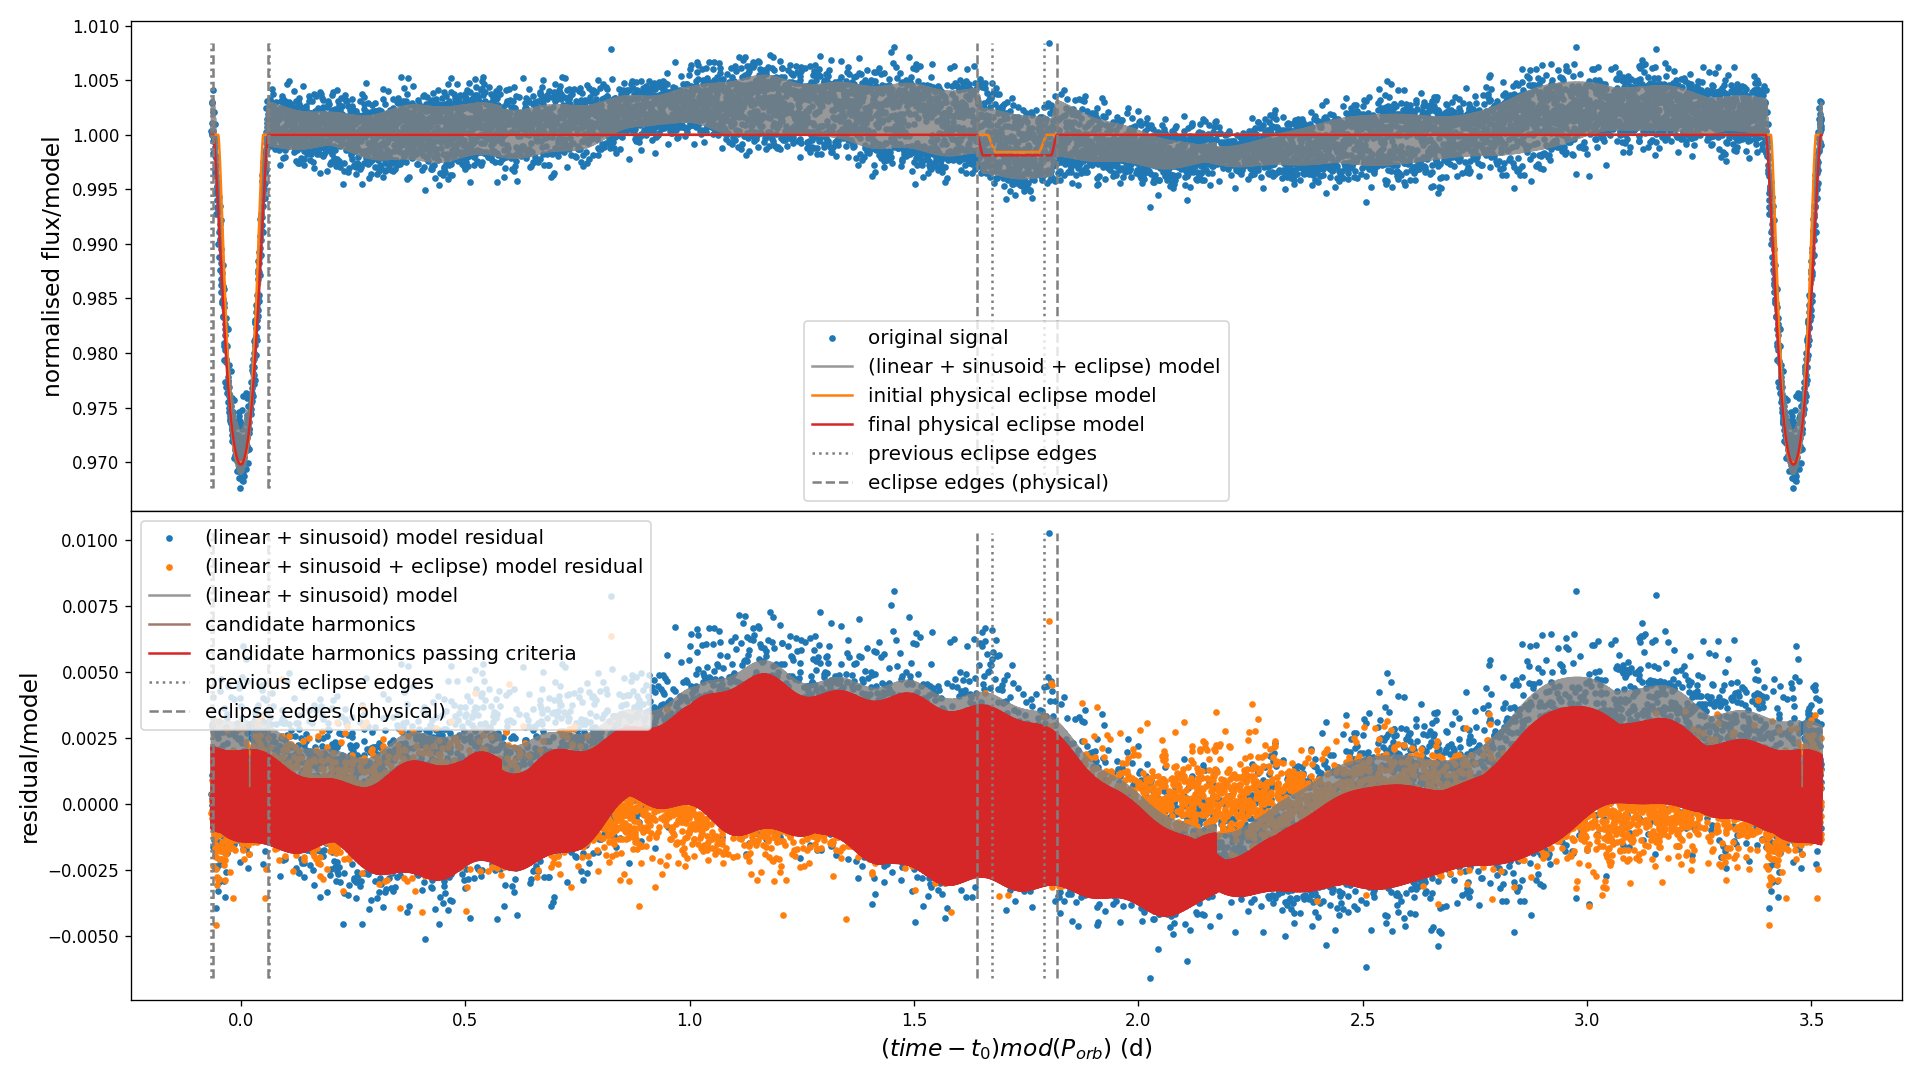 1.010
1.005
1.000
0.995
0.990
0.985
0.980
0.975
0.970
normalised flux/model
original signal
(linear + sinusoid + eclipse) model
initial physical eclipse model
final physical eclipse model
previous eclipse edges
eclipse edges (physical)
0.0100
0.0075
0.0050
0.0025
0.0000
−0.0025
−0.0050
residual/model
(linear + sinusoid) model residual
(linear + sinusoid + eclipse) model residual
(linear + sinusoid) model
candidate harmonics
candidate harmonics passing criteria
previous eclipse edges
eclipse edges (physical)
0.0 0.5 1.0 1.5 2.0 2.5 3.0 3.5
(time − t₀)mod(P_orb) (d)